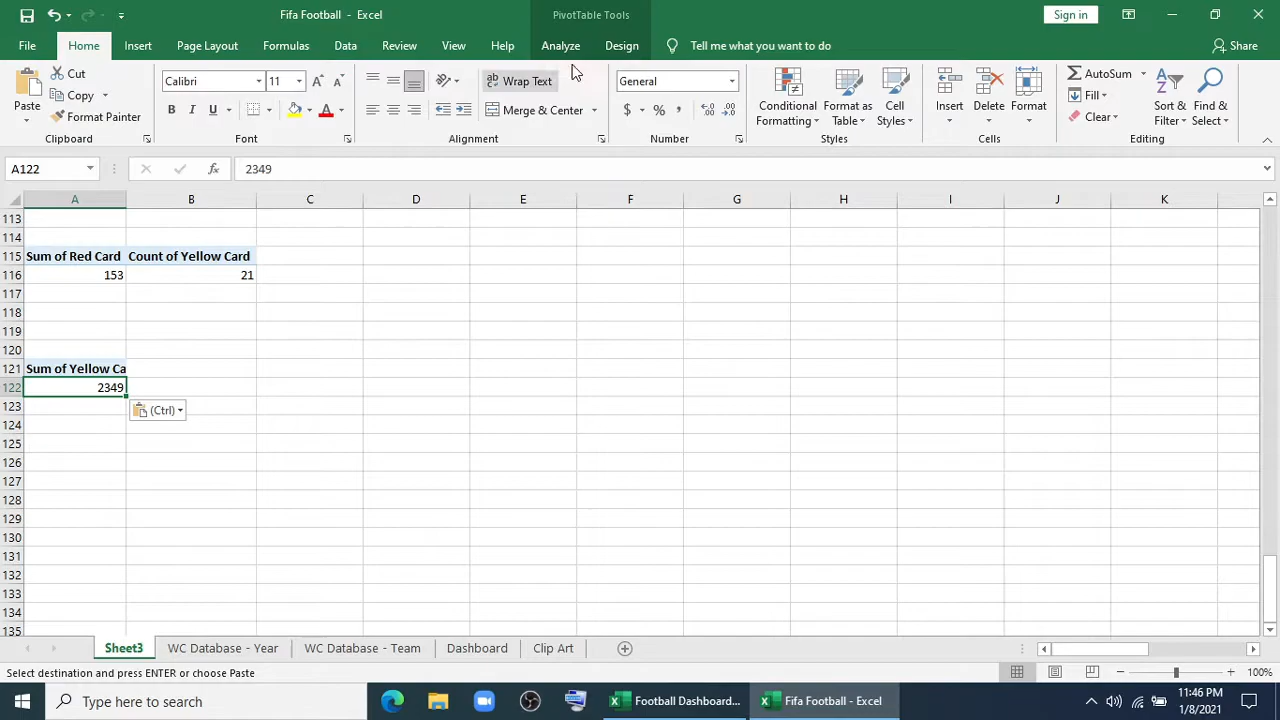 Fifa Football - Excel
PivotTable Tools
Sign in
File Home Insert Page Layout Formulas Data Review View Help Analyze Design Tell me what you want to do Share
Paste
Cut
Copy
Format Painter
Clipboard
Calibri 11
B I U A
Font
ab Wrap Text
Merge & Center
Alignment
General
$ % ,
Number
Conditional Formatting
Format as Table
Cell Styles
Styles
Insert
Delete
Format
Cells
AutoSum
Fill
Clear
Sort & Filter
Find & Select
Editing
A122 fx 2349
A B C D E F G H I J K
113
114
115 Sum of Red Card Count of Yellow Card
116 153 21
117
118
119
120
121 Sum of Yellow Ca
122 2349
123 (Ctrl)
124
125
126
127
128
129
130
131
132
133
134
135
Sheet3 WC Database - Year WC Database - Team Dashboard Clip Art
Select destination and press ENTER or choose Paste 100%
Type here to search
Football Dashboard...
Fifa Football - Excel
11:46 PM
1/8/2021